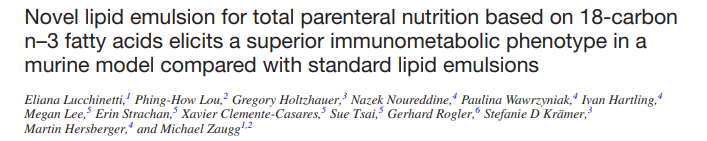 Novel lipid emulsion for total parenteral nutrition based on 18-carbon
n–3 fatty acids elicits a superior immunometabolic phenotype in a
murine model compared with standard lipid emulsions
Eliana Lucchinetti,1 Phing-How Lou,2 Gregory Holtzhauer,3 Nazek Noureddine,4 Paulina Wawrzyniak,4 Ivan Hartling,4
Megan Lee,5 Erin Strachan,5 Xavier Clemente-Casares,5 Sue Tsai,5 Gerhard Rogler,6 Stefanie D Krämer,3
Martin Hersberger,4 and Michael Zaugg1,2